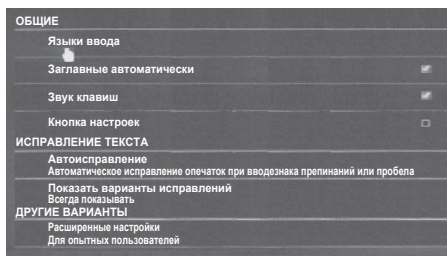 ОБЩИЕ
Языки ввода
Заглавные автоматически
Звук клавиш
Кнопка настроек
ИСПРАВЛЕНИЕ ТЕКСТА
Автоисправление
Автоматическое исправление опечаток при вводезнака препинаний или пробела
Показать варианты исправлений
Всегда показывать
ДРУГИЕ ВАРИАНТЫ
Расширенные настройки
Для опытных пользователей